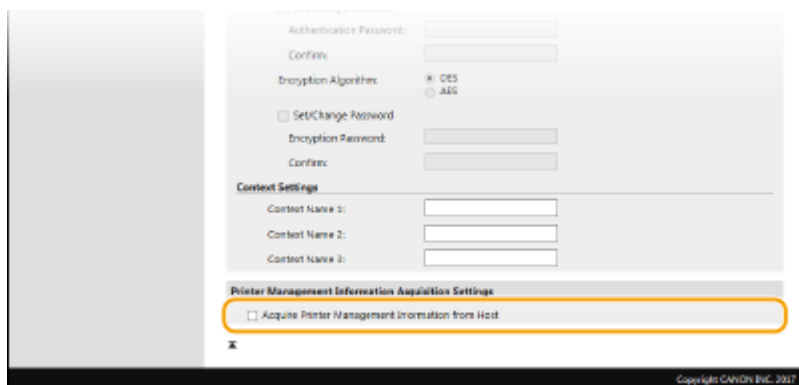 Authentication Password:
Confirm:
Encryption Algorithm:
DES
AES
Set/Change Password
Encryption Password:
Confirm:
Context Settings
Context Name 1:
Context Name 2:
Context Name 3:
Printer Management Information Acquisition Settings
Acquire Printer Management Information from Host
Copyright CANON INC. 2017